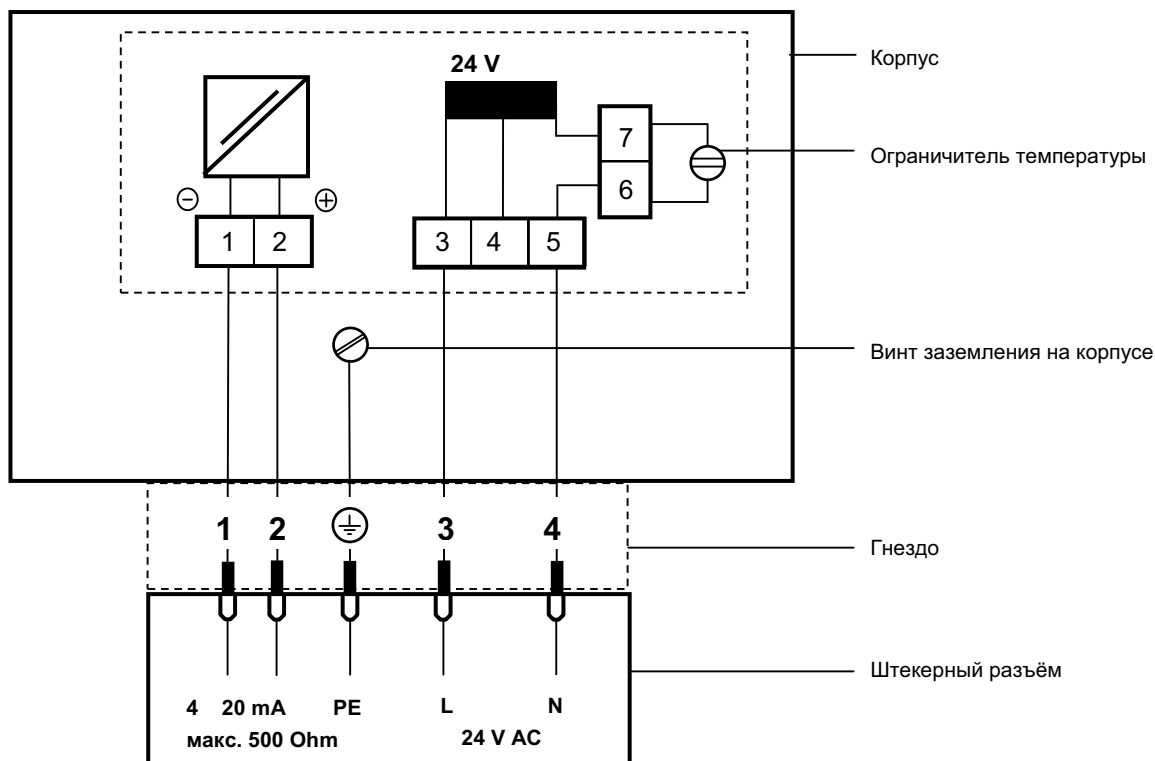 24 V
Корпус
7
Ограничитель температуры
6
⊖ ⊕
1 2 3 4 5
Винт заземления на корпусе
1 2 3 4
Гнездо
Штекерный разъём
4 20 mA PE L N
макс. 500 Ohm 24 V AC